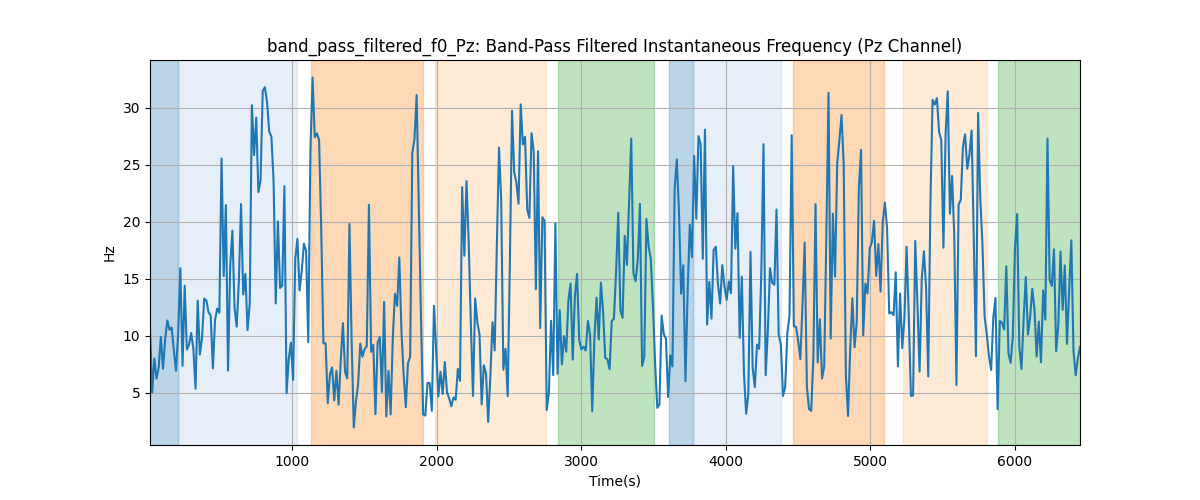 band_pass_filtered_f0_Pz: Band-Pass Filtered Instantaneous Frequency (Pz Channel)
Hz
30
25
20
15
10
5
1000 2000 3000 4000 5000 6000
Time(s)